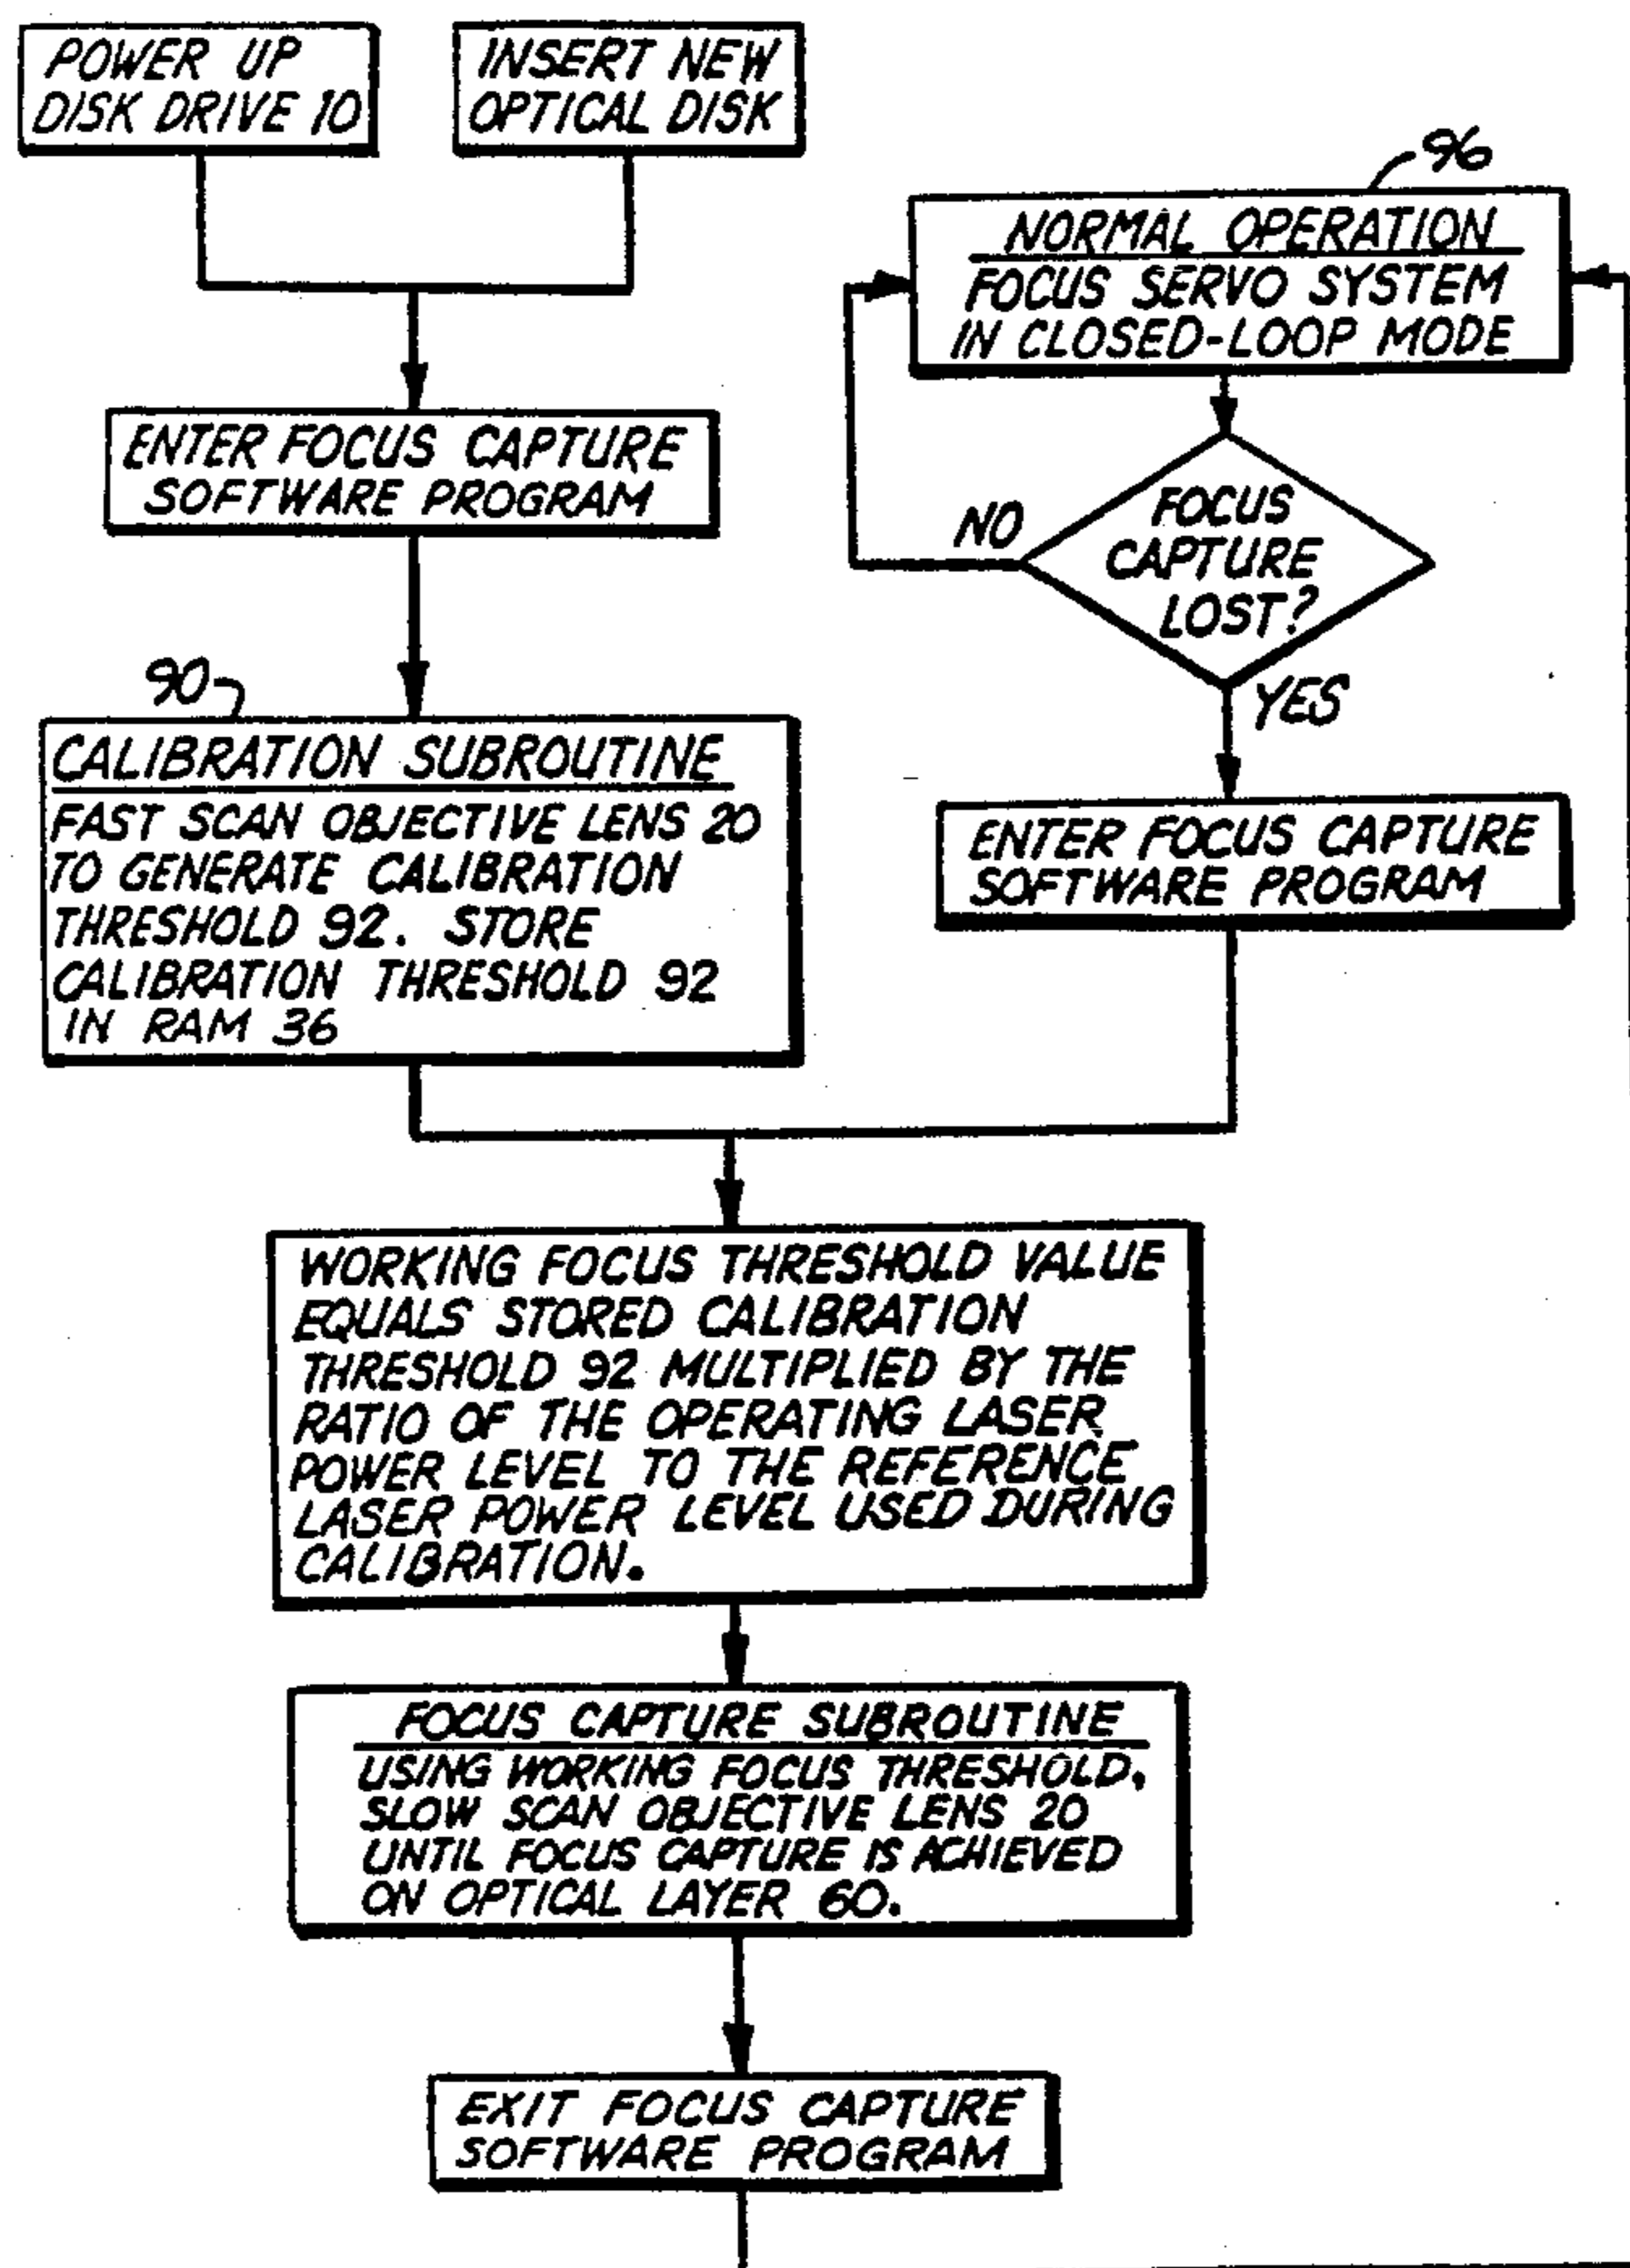 POWER UP
DISK DRIVE 10
INSERT NEW
OPTICAL DISK
ENTER FOCUS CAPTURE
SOFTWARE PROGRAM
90
CALIBRATION SUBROUTINE
FAST SCAN OBJECTIVE LENS 20
TO GENERATE CALIBRATION
THRESHOLD 92. STORE
CALIBRATION THRESHOLD 92
IN RAM 36
96
NORMAL OPERATION
FOCUS SERVO SYSTEM
IN CLOSED-LOOP MODE
FOCUS
CAPTURE
LOST?
NO
YES
ENTER FOCUS CAPTURE
SOFTWARE PROGRAM
WORKING FOCUS THRESHOLD VALUE
EQUALS STORED CALIBRATION
THRESHOLD 92 MULTIPLIED BY THE
RATIO OF THE OPERATING LASER
POWER LEVEL TO THE REFERENCE
LASER POWER LEVEL USED DURING
CALIBRATION.
FOCUS CAPTURE SUBROUTINE
USING WORKING FOCUS THRESHOLD,
SLOW SCAN OBJECTIVE LENS 20
UNTIL FOCUS CAPTURE IS ACHIEVED
ON OPTICAL LAYER 60.
EXIT FOCUS CAPTURE
SOFTWARE PROGRAM